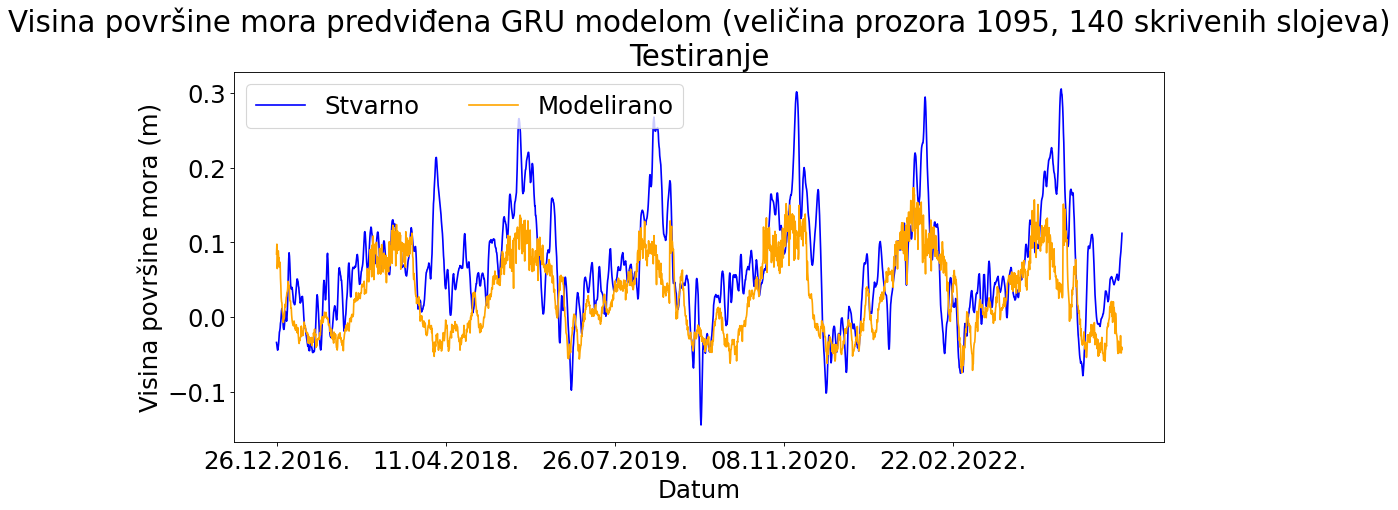 Visina površine mora predviđena GRU modelom (veličina prozora 1095, 140 skrivenih slojeva)
Testiranje
Stvarno Modelirano
Visina površine mora (m)
0.3
0.2
0.1
0.0
−0.1
26.12.2016. 11.04.2018. 26.07.2019. 08.11.2020. 22.02.2022.
Datum